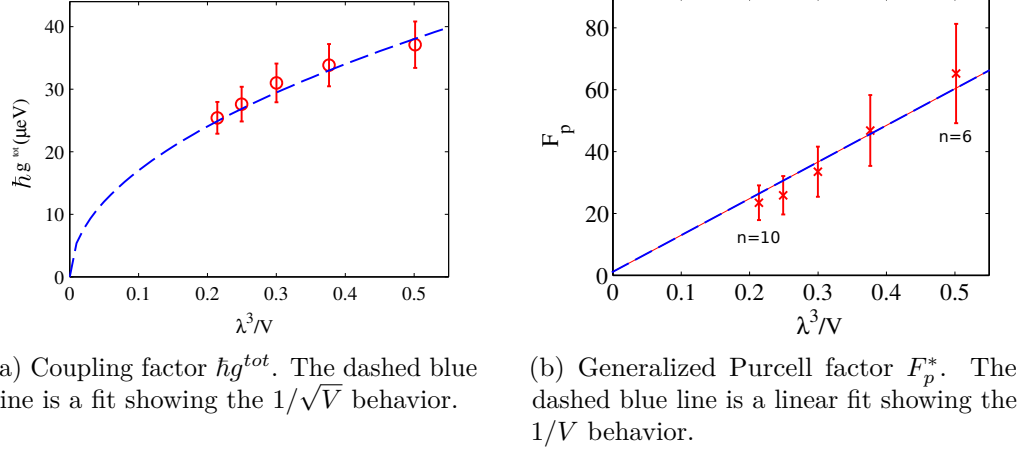 40
30
20
10
0
0
0.1
0.2
0.3
0.4
0.5
ħ g tot (μeV)
λ³/V
80
60
40
20
0
0
0.1
0.2
0.3
0.4
0.5
F_p
n=6
n=10
λ³/V
a) Coupling factor ħg^{tot}. The dashed blue
line is a fit showing the 1/√V behavior.
(b) Generalized Purcell factor F_p^*. The
dashed blue line is a linear fit showing the
1/V behavior.